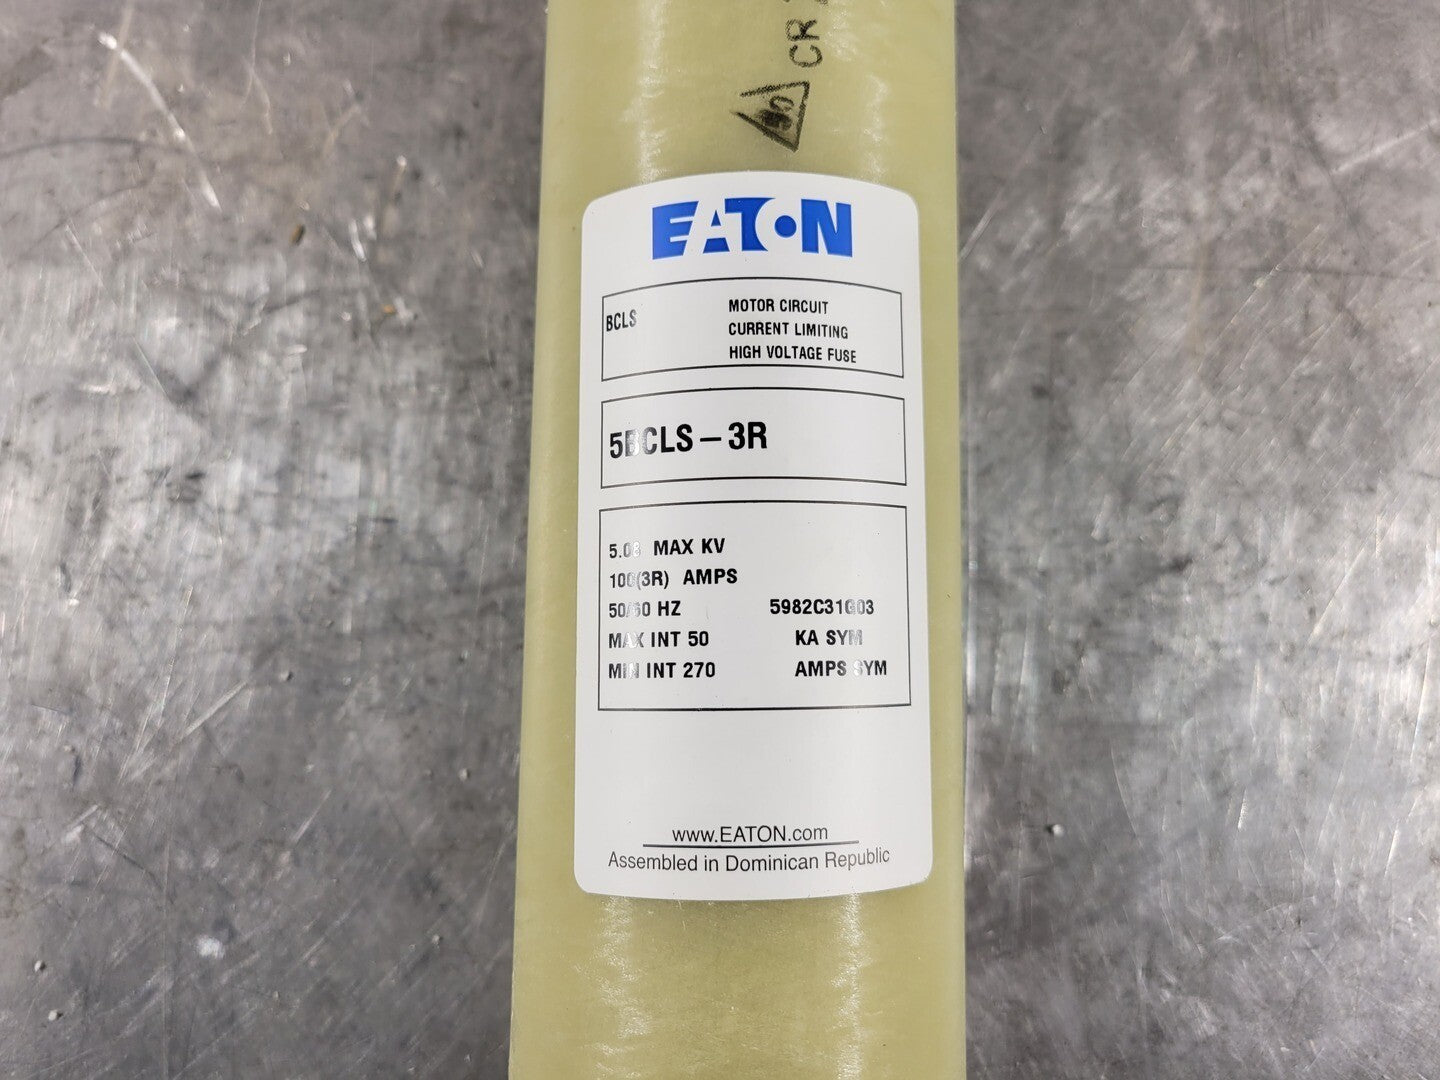 CR
EATON
BCLS
MOTOR CIRCUIT
CURRENT LIMITING
HIGH VOLTAGE FUSE
5BCLS – 3R
5.08 MAX KV
100(3R) AMPS
50/60 HZ 5982C31G03
MAX INT 50 KA SYM
MIN INT 270 AMPS SYM
www.EATON.com
Assembled in Dominican Republic